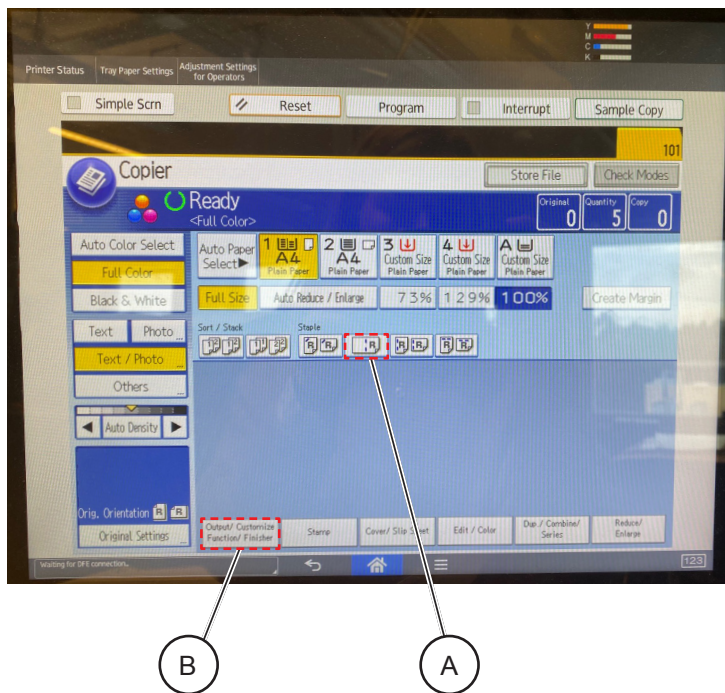 Y
M
C
K
Printer Status
Tray Paper Settings
Adjustment Settings
for Operators
Simple Scrn
Reset
Program
Interrupt
Sample Copy
101
Copier
Store File
Check Modes
Ready
<Full Color>
Original
0
Quantity
5
Copy
0
Auto Color Select
Full Color
Black & White
Text
Photo
Text / Photo
Others
Auto Density
Orig. Orientation R R
Original Settings
Auto Paper
Select▶
1
A4
Plain Paper
2
A4
Plain Paper
3
Custom Size
Plain Paper
4
Custom Size
Plain Paper
A
Custom Size
Plain Paper
Full Size
Auto Reduce / Enlarge
73%
129%
100%
Create Margin
Sort / Stack
Staple
R R
R
R R
R R
Output/ Customize
Function/ Finisher
Stamp
Cover/ Slip Sheet
Edit / Color
Dup./ Combine/
Series
Reduce/
Enlarge
Waiting for DFE connection...
123
B
A